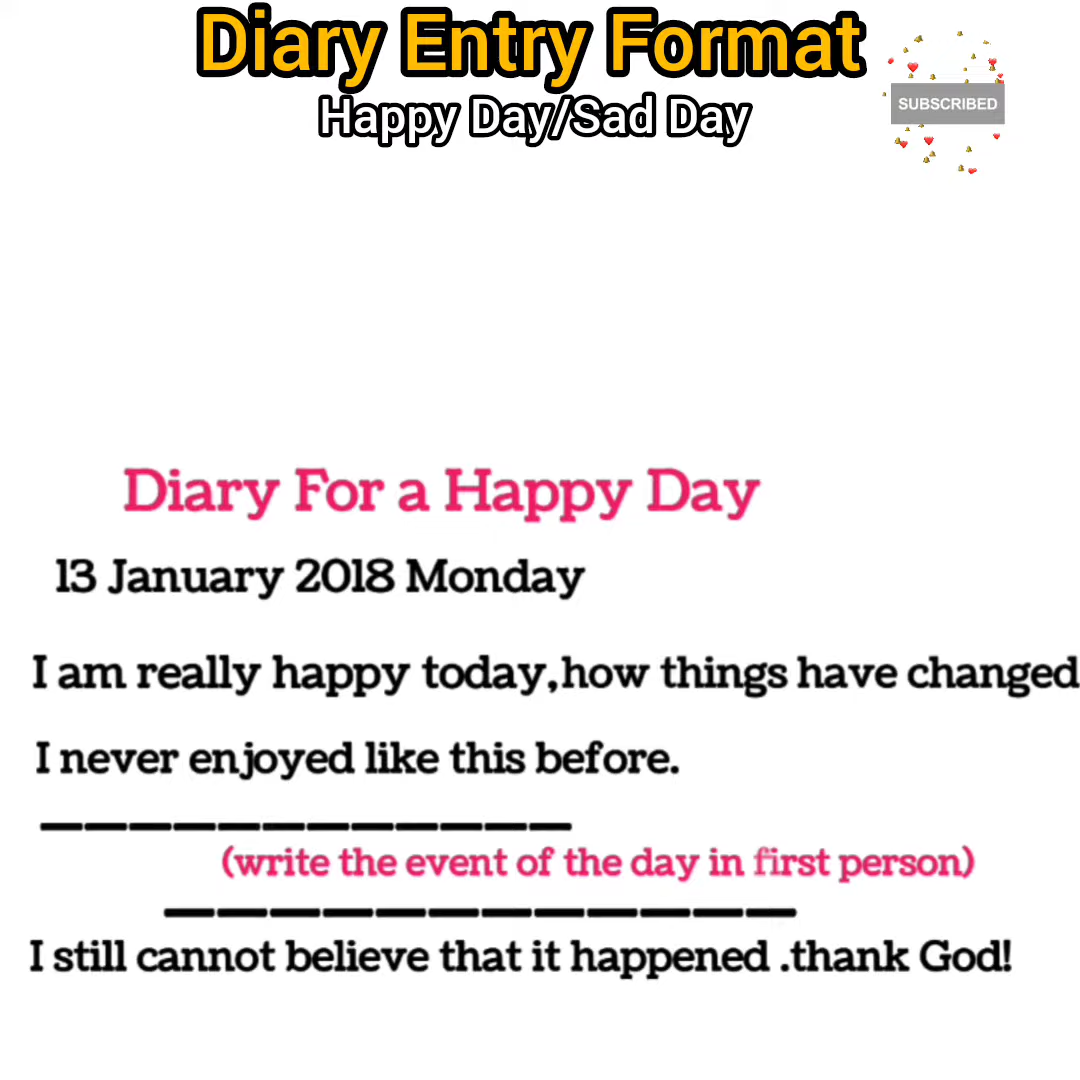 Diary Entry Format
Happy Day/Sad Day
SUBSCRIBED
Diary For a Happy Day
13 January 2018 Monday
I am really happy today,how things have changed
I never enjoyed like this before.
_____________
(write the event of the day in first person)
____________
I still cannot believe that it happened .thank God!